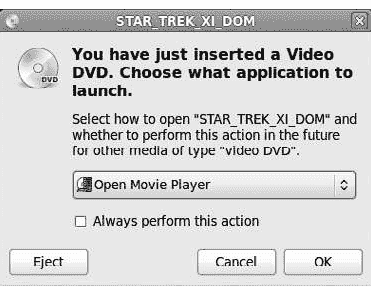 STAR_TREK_XI_DOM
DVD
You have just inserted a Video
DVD. Choose what application to
launch.
Select how to open "STAR_TREK_XI_DOM" and
whether to perform this action in the future
for other media of type "video DVD".
Open Movie Player
Always perform this action
Eject
Cancel
OK